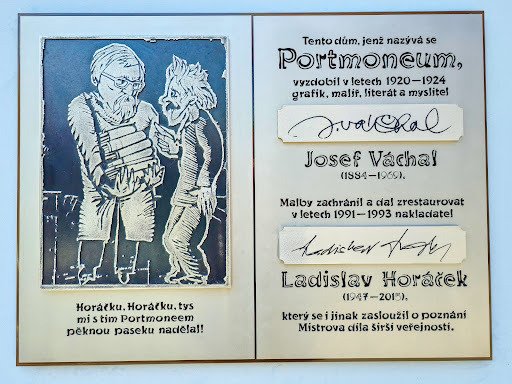 Horáčku, Horáčku, tys
mi s tím Portmoneem
pěknou paseku nadělal!
Tento dům, jenž nazývá se
Portmoneum,
vyzdobil v letech 1920—1924
grafik, malíř, literát a myslitel
J.Váchal
Josef Váchal
(1884—1969).
Malby zachránil a dal zrestaurovat
v letech 1991—1993 nakladatel
Ladislav Horáček
(1947—2015),
který se i jinak zasloužil o poznání
Mistrova díla širší veřejností.